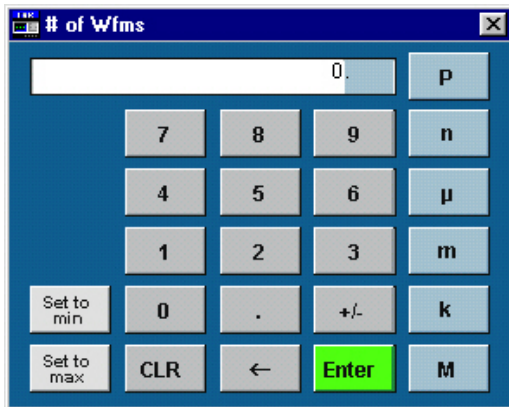 TEK # of Wfms
0. p
7 8 9 n
4 5 6 µ
1 2 3 m
Set to
min 0 . +/- k
Set to
max CLR ← Enter M